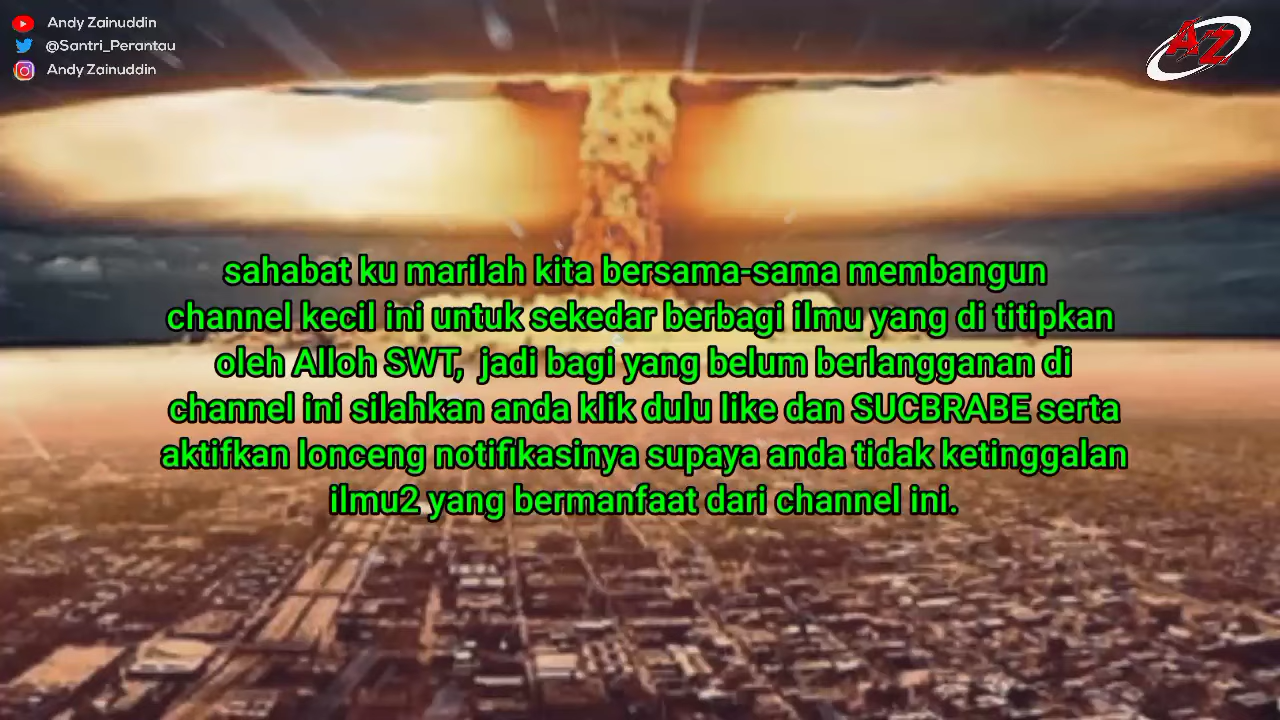 Andy Zainuddin
@Santri_Perantau
Andy Zainuddin
AZ
sahabat ku marilah kita bersama-sama membangun
channel kecil ini untuk sekedar berbagi ilmu yang di titipkan
oleh Alloh SWT, jadi bagi yang belum berlangganan di
channel ini silahkan anda klik dulu like dan SUCBRABE serta
aktifkan lonceng notifikasinya supaya anda tidak ketinggalan
ilmu2 yang bermanfaat dari channel ini.